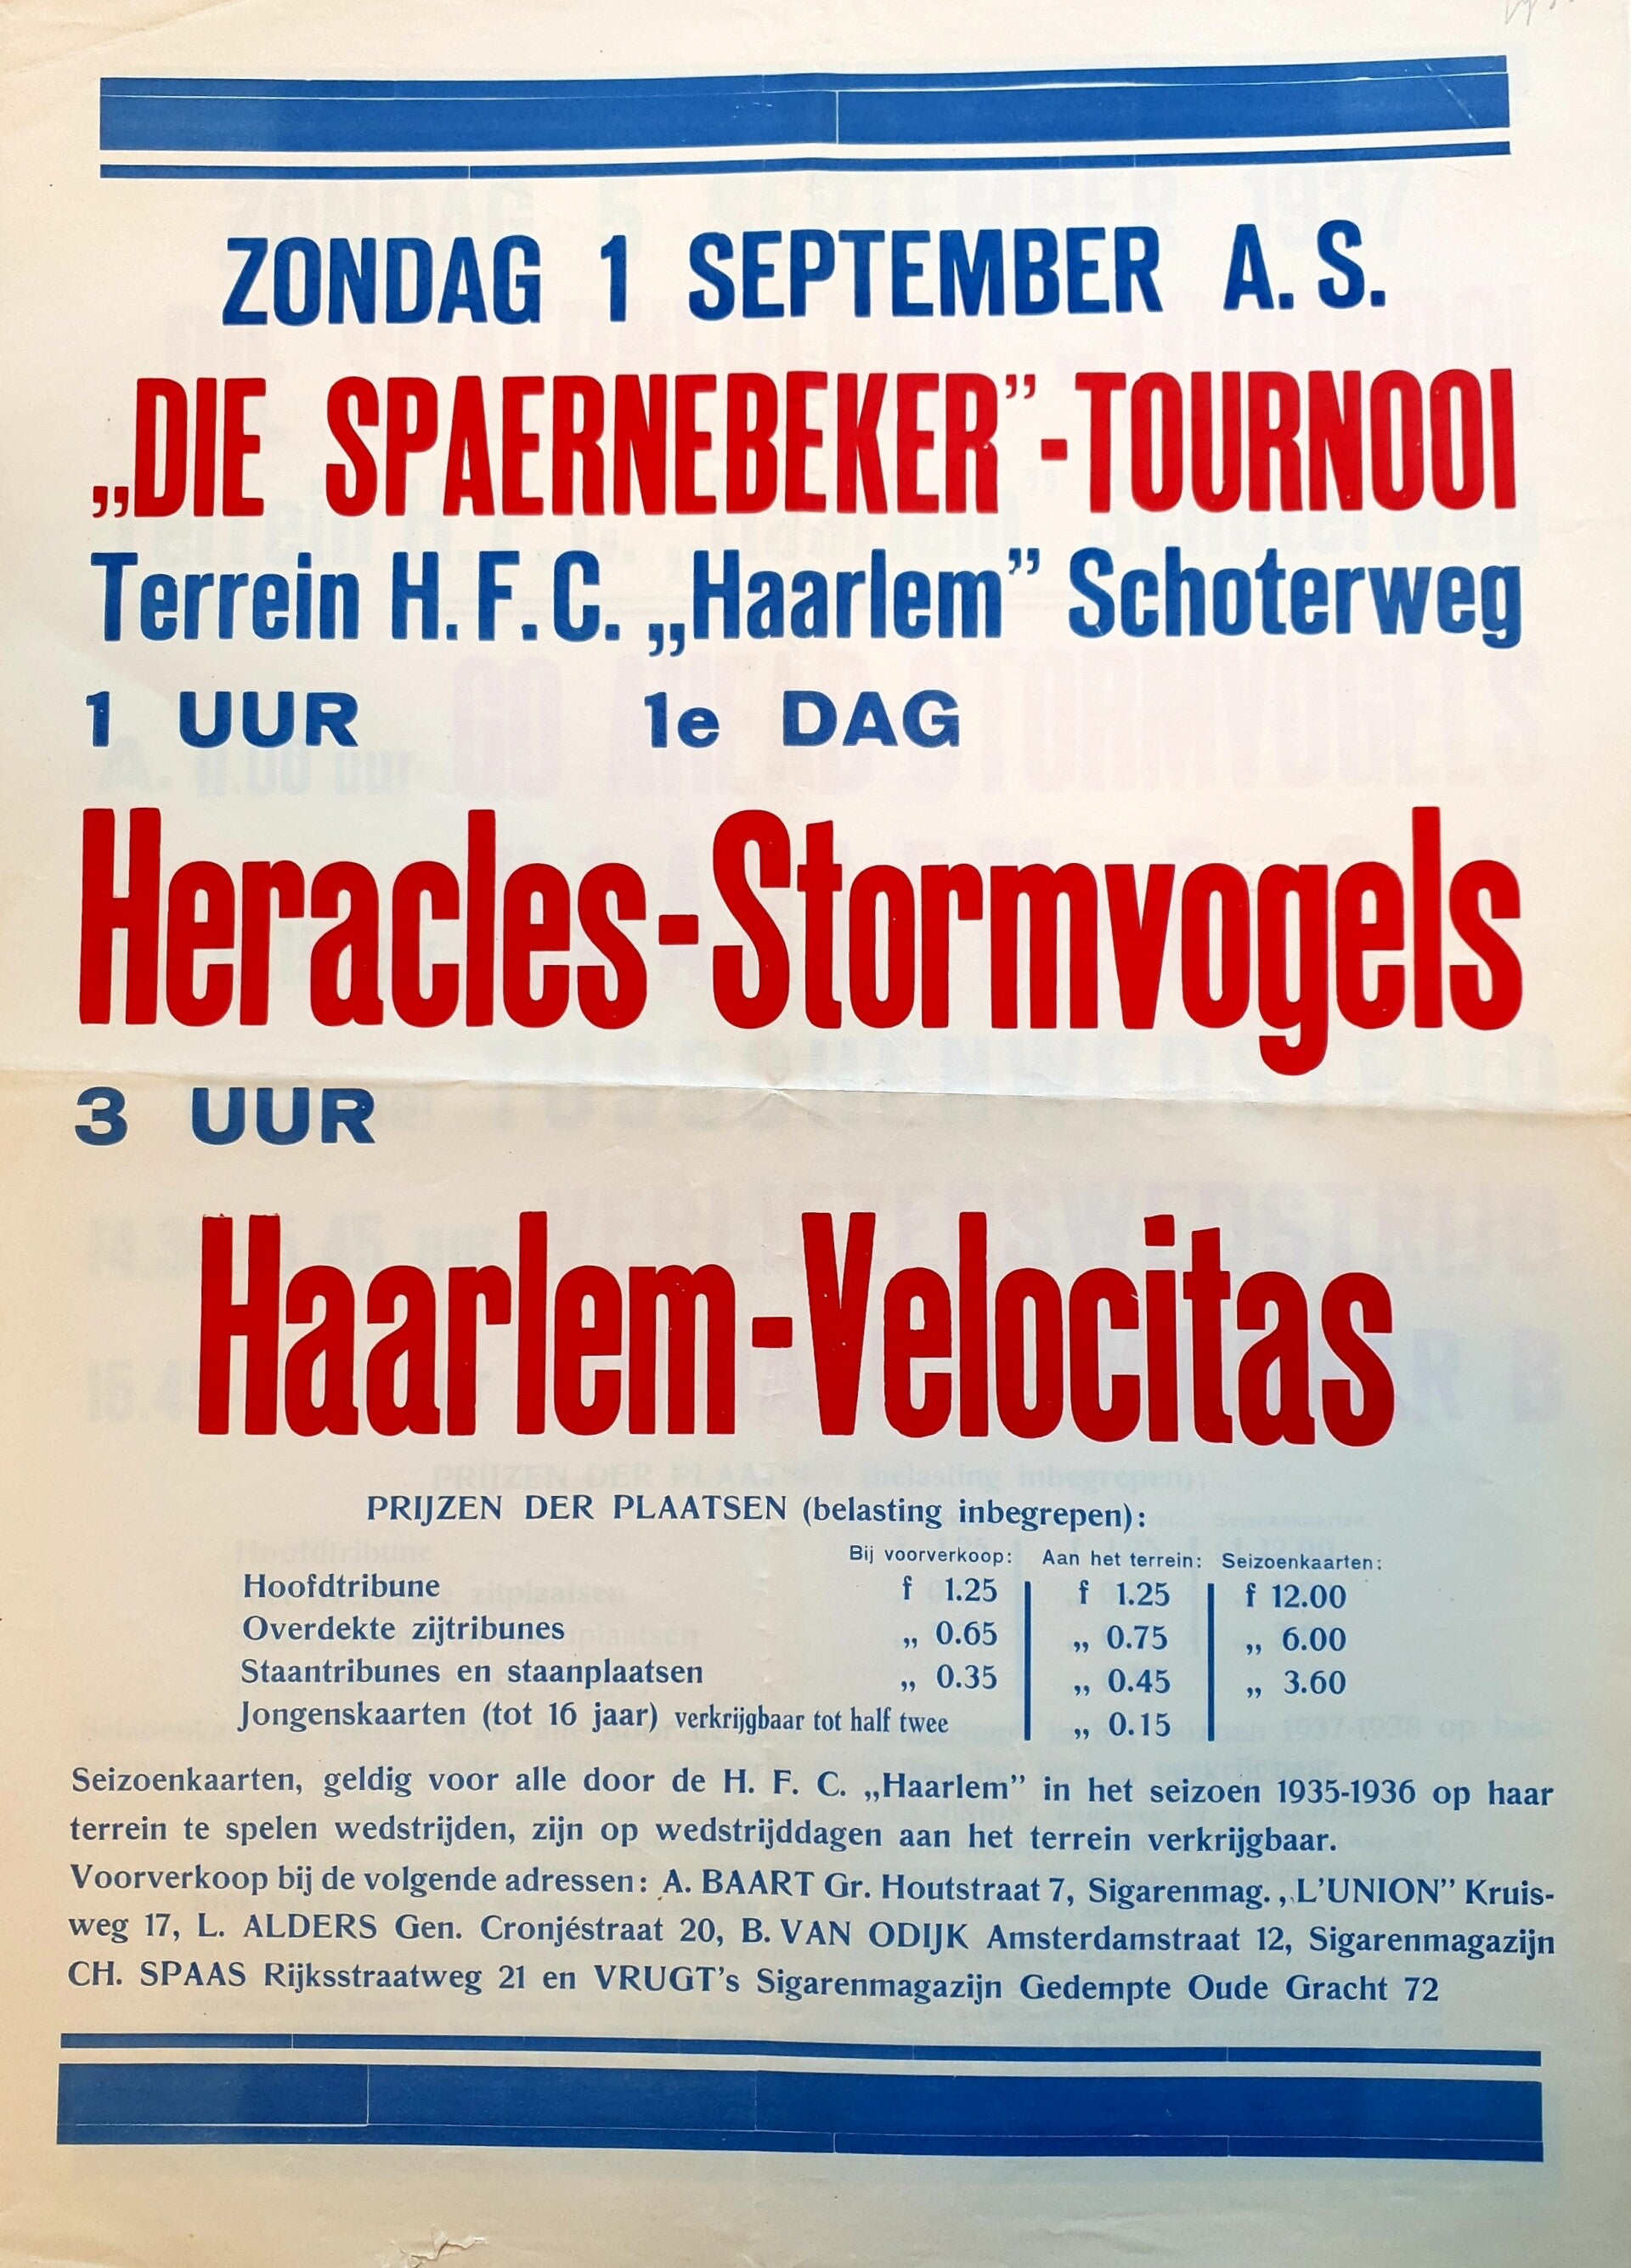 ZONDAG 1 SEPTEMBER A. S.
„DIE SPAERNEBEKER”-TOURNOOI
Terrein H. F. C. „Haarlem” Schoterweg
1 UUR 1e DAG
Heracles-Stormvogels
3 UUR
Haarlem-Velocitas
PRIJZEN DER PLAATSEN (belasting inbegrepen):
Bij voorverkoop: Aan het terrein: Seizoenkaarten:
Hoofdtribune f 1.25 f 1.25 f 12.00
Overdekte zijtribunes „ 0.65 „ 0.75 „ 6.00
Staantribunes en staanplaatsen „ 0.35 „ 0.45 „ 3.60
Jongenskaarten (tot 16 jaar) verkrijgbaar tot half twee „ 0.15
Seizoenkaarten, geldig voor alle door de H. F. C. „Haarlem” in het seizoen 1935-1936 op haar
terrein te spelen wedstrijden, zijn op wedstrijddagen aan het terrein verkrijgbaar.
Voorverkoop bij de volgende adressen: A. BAART Gr. Houtstraat 7, Sigarenmag. „L'UNION” Kruis-
weg 17, L. ALDERS Gen. Cronjéstraat 20, B. VAN ODIJK Amsterdamstraat 12, Sigarenmagazijn
CH. SPAAS Rijksstraatweg 21 en VRUGT's Sigarenmagazijn Gedempte Oude Gracht 72